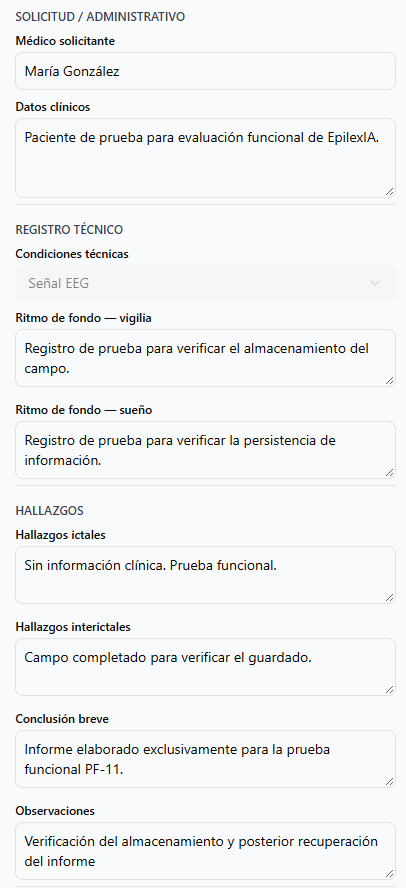 SOLICITUD / ADMINISTRATIVO
Médico solicitante
María González
Datos clínicos
Paciente de prueba para evaluación funcional de EpilexIA.
REGISTRO TÉCNICO
Condiciones técnicas
Señal EEG
Ritmo de fondo — vigilia
Registro de prueba para verificar el almacenamiento del
campo.
Ritmo de fondo — sueño
Registro de prueba para verificar la persistencia de
información.
HALLAZGOS
Hallazgos ictales
Sin información clínica. Prueba funcional.
Hallazgos interictales
Campo completado para verificar el guardado.
Conclusión breve
Informe elaborado exclusivamente para la prueba
funcional PF-11.
Observaciones
Verificación del almacenamiento y posterior recuperación
del informe